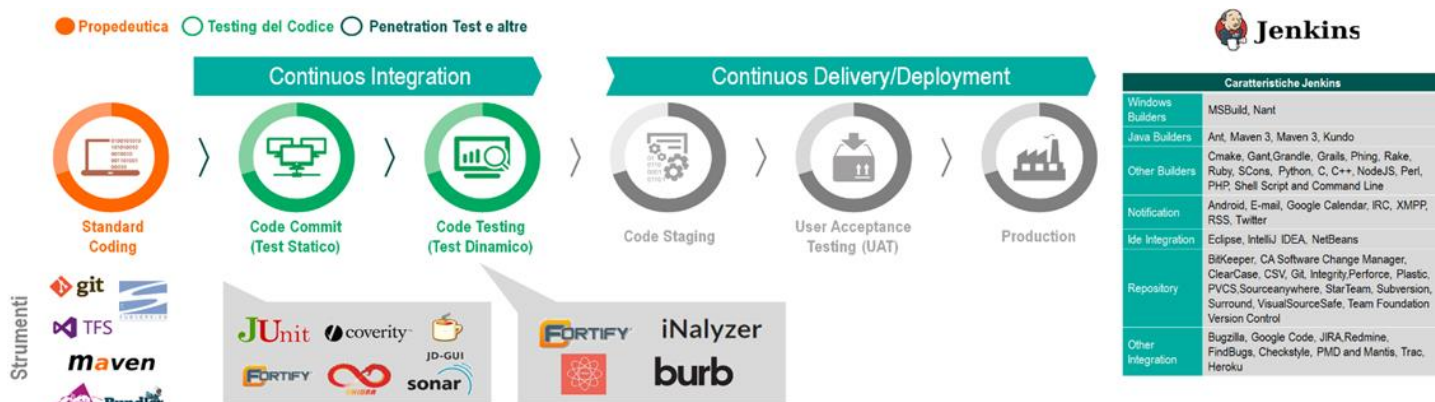 Propedeutica Testing del Codice Penetration Test e altre
Jenkins
Continuos Integration
Continuos Delivery/Deployment
Standard
Coding
Code Commit
(Test Statico)
Code Testing
(Test Dinamico)
Code Staging
User Acceptance
Testing (UAT)
Production
Strumenti
git
TFS
maven
JUnit
coverity
JD-GUI
FORTIFY
sonar
FORTIFY
iNalyzer
burb
Caratteristiche Jenkins
Windows
Builders
MSBuild, Nant
Java Builders
Ant, Maven 3, Maven 3, Kundo
Other Builders
Cmake, Gant,Grandle, Grails, Phing, Rake,
Ruby, SCons, Python, C, C++, NodeJS, Perl,
PHP, Shell Script and Command Line
Notification
Android, E-mail, Google Calendar, IRC, XMPP,
RSS, Twitter
Ide Integration
Eclipse, IntelliJ IDEA, NetBeans
Repository
BitKeeper, CA Software Change Manager,
ClearCase, CSV, Git, Integrity,Perforce, Plastic,
PVCS,Sourceanywhere, StarTeam, Subversion,
Surround, VisualSourceSafe, Team Foundation
Version Control
Other
Integration
Bugzilla, Google Code, JIRA,Redmine,
FindBugs, Checkstyle, PMD and Mantis, Trac,
Heroku